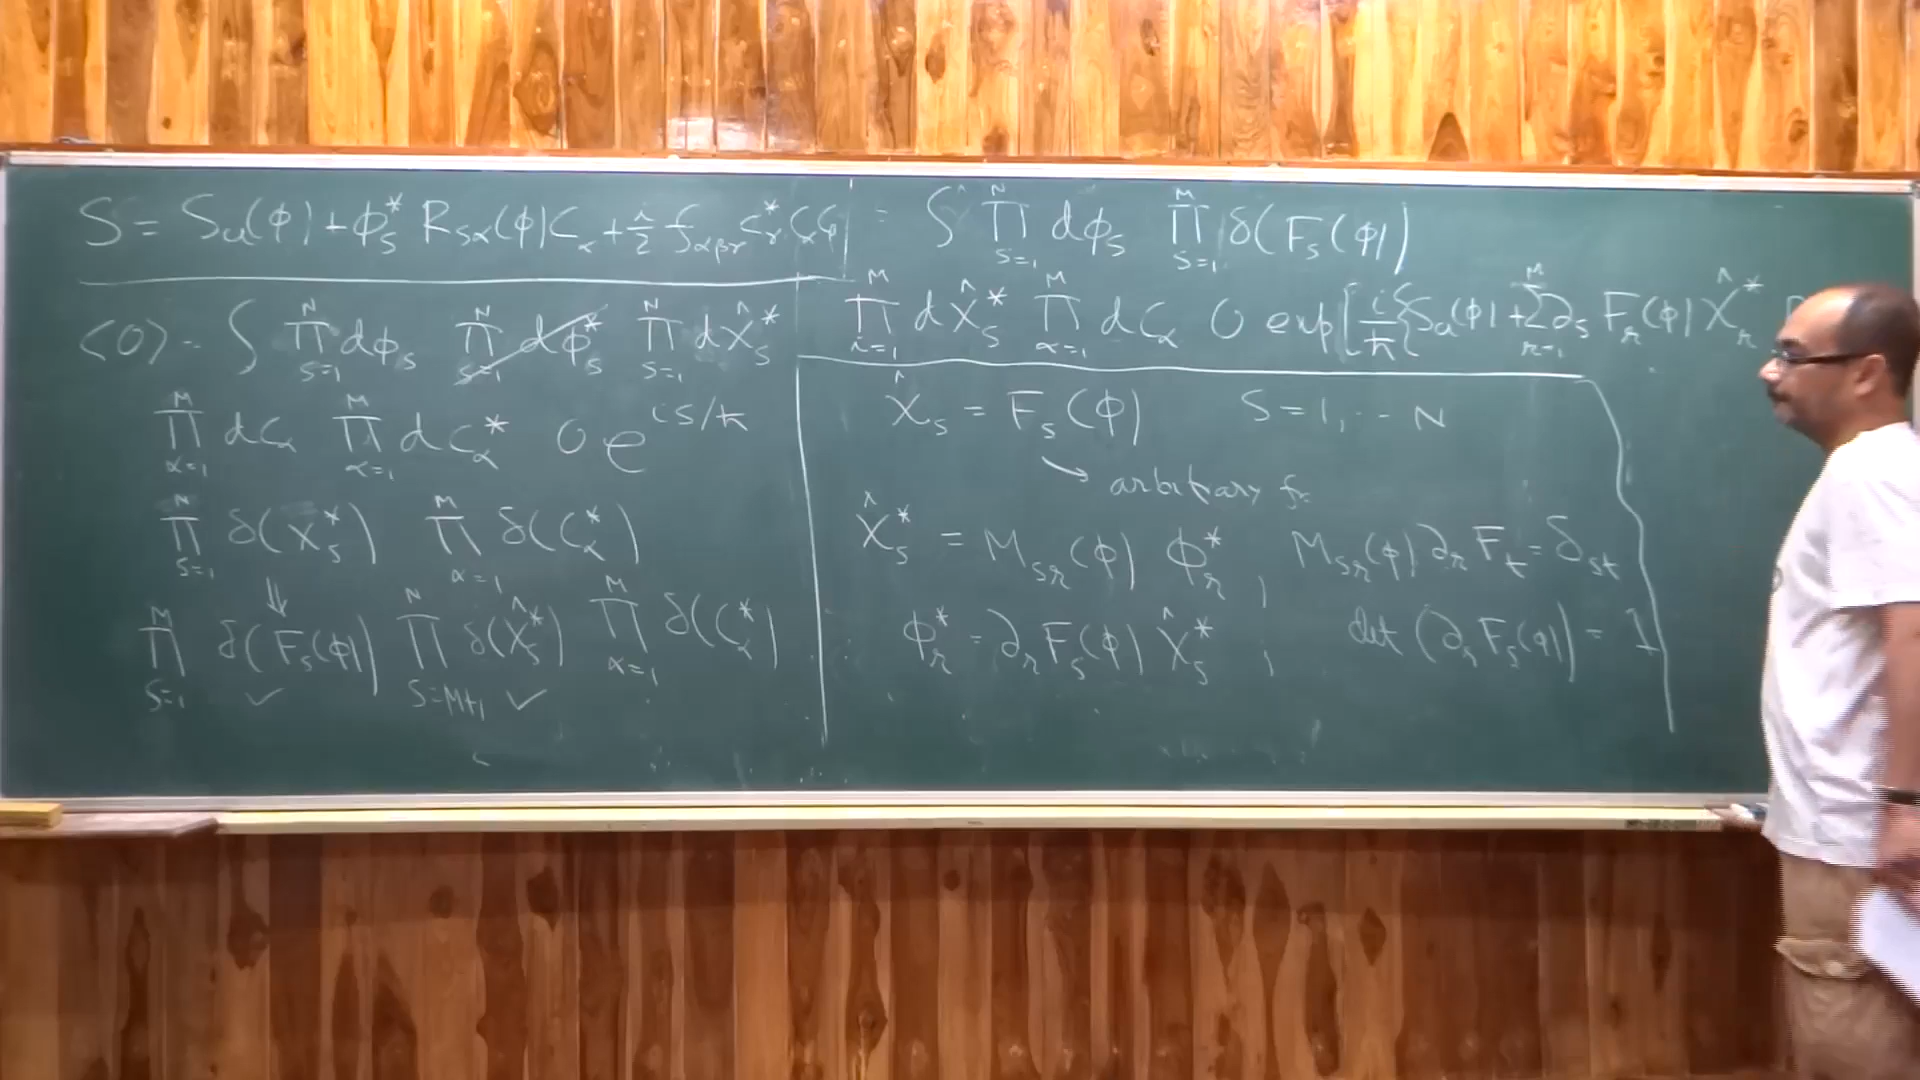 S = S_cl(φ) + φ*_s R_sα(φ) C_α + i/2 f_αβγ C*_γ C_α C_β
⟨O⟩ = ∫ ∏_{s=1}^{N} dφ_s ∏_{s=1}^{N} dφ*_s ∏_{s=1}^{N} dX̂*_s
∏_{α=1}^{M} dC_α ∏_{α=1}^{M} dC*_α O e^{iS/ħ}
∏_{s=1}^{N} δ(X*_s) ∏_{α=1}^{M} δ(C*_α)
⇓
∏_{s=1}^{M} δ(F_s(φ)) ∏_{s=M+1}^{N} δ(X̂*_s) ∏_{α=1}^{M} δ(C*_α)
✓ ✓
= ∫ ∏_{s=1}^{N} dφ_s ∏_{s=1}^{M} δ(F_s(φ))
∏_{i=1}^{M} dX̂*_s ∏_{α=1}^{M} dC_α O exp[i/ħ {S_cl(φ) + ∑_{r=1}^{M} ∂_s F_r(φ) X̂*_r
X̂_s = F_s(φ) S = 1, ·· N
→ arbitrary fn
X̂*_s = M_sr(φ) φ*_r , M_sr(φ) ∂_r F_t = δ_st
φ*_r = ∂_r F_s(φ) X̂*_s , det (∂_r F_s(φ)) = 1